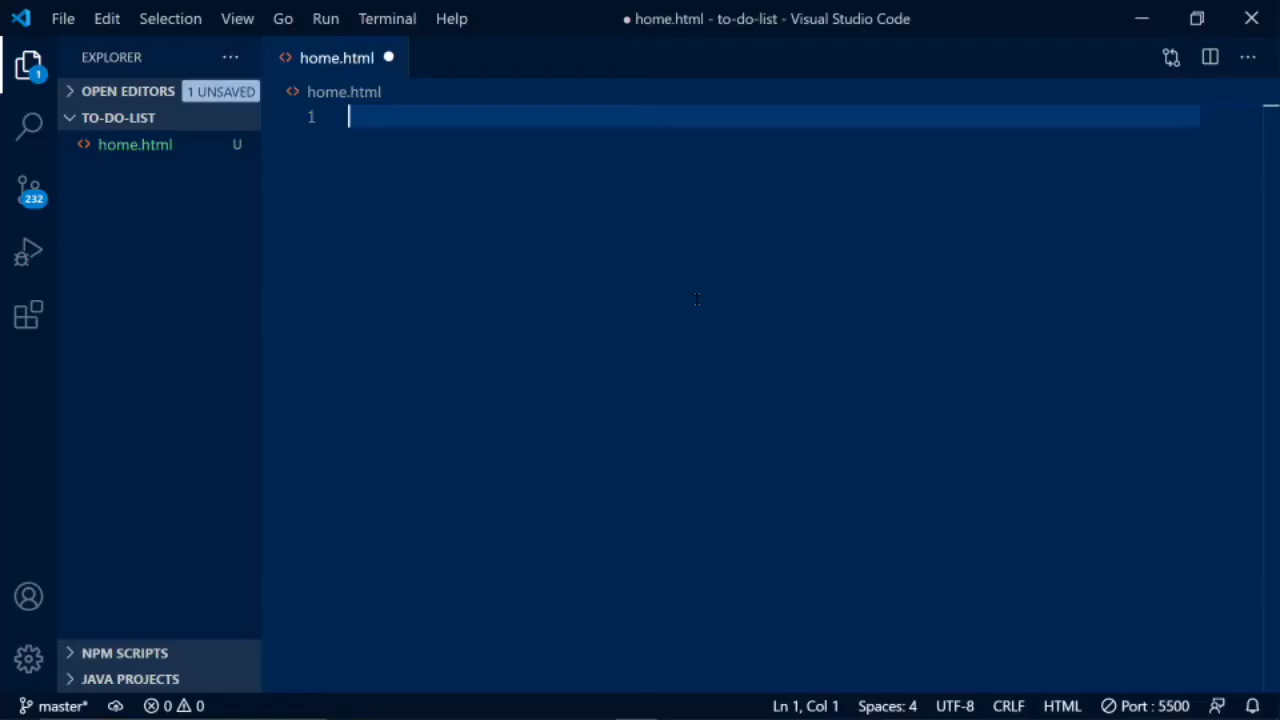 File Edit Selection View Go Run Terminal Help ● home.html - to-do-list - Visual Studio Code
EXPLORER ··· <> home.html ● ···
1
> OPEN EDITORS 1 UNSAVED <> home.html
TO-DO-LIST 1
<> home.html U
232
> NPM SCRIPTS
> JAVA PROJECTS
master* 0 0 Ln 1, Col 1 Spaces: 4 UTF-8 CRLF HTML Port : 5500